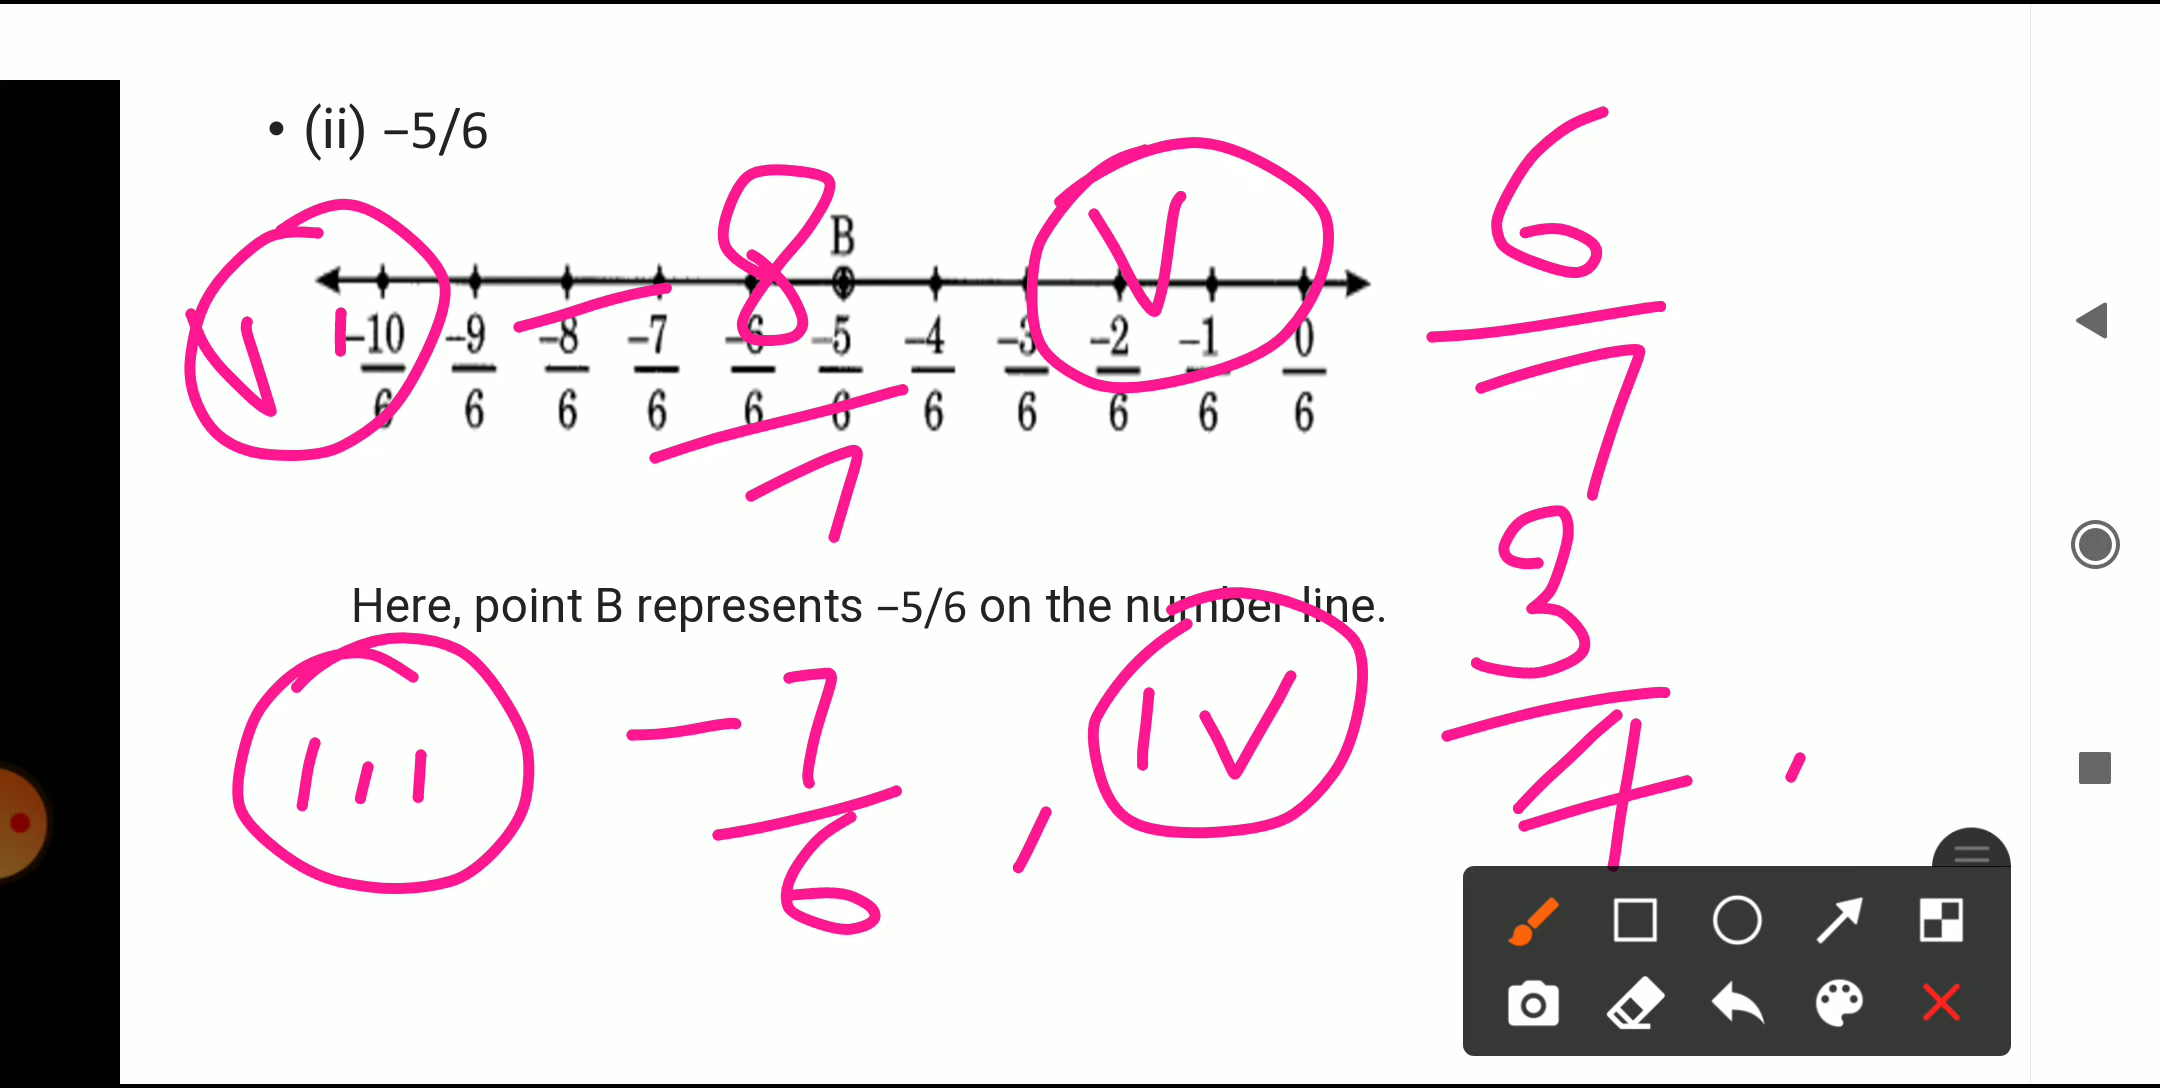 • (ii) –5/6
B
–10/6 –9/6 –8/6 –7/6 –6/6 –5/6 –4/6 –3/6 –2/6 –1/6 0/6
Here, point B represents –5/6 on the number line.
VI –8/7
V 6/7
III –7/6 , IV 3/4 ,